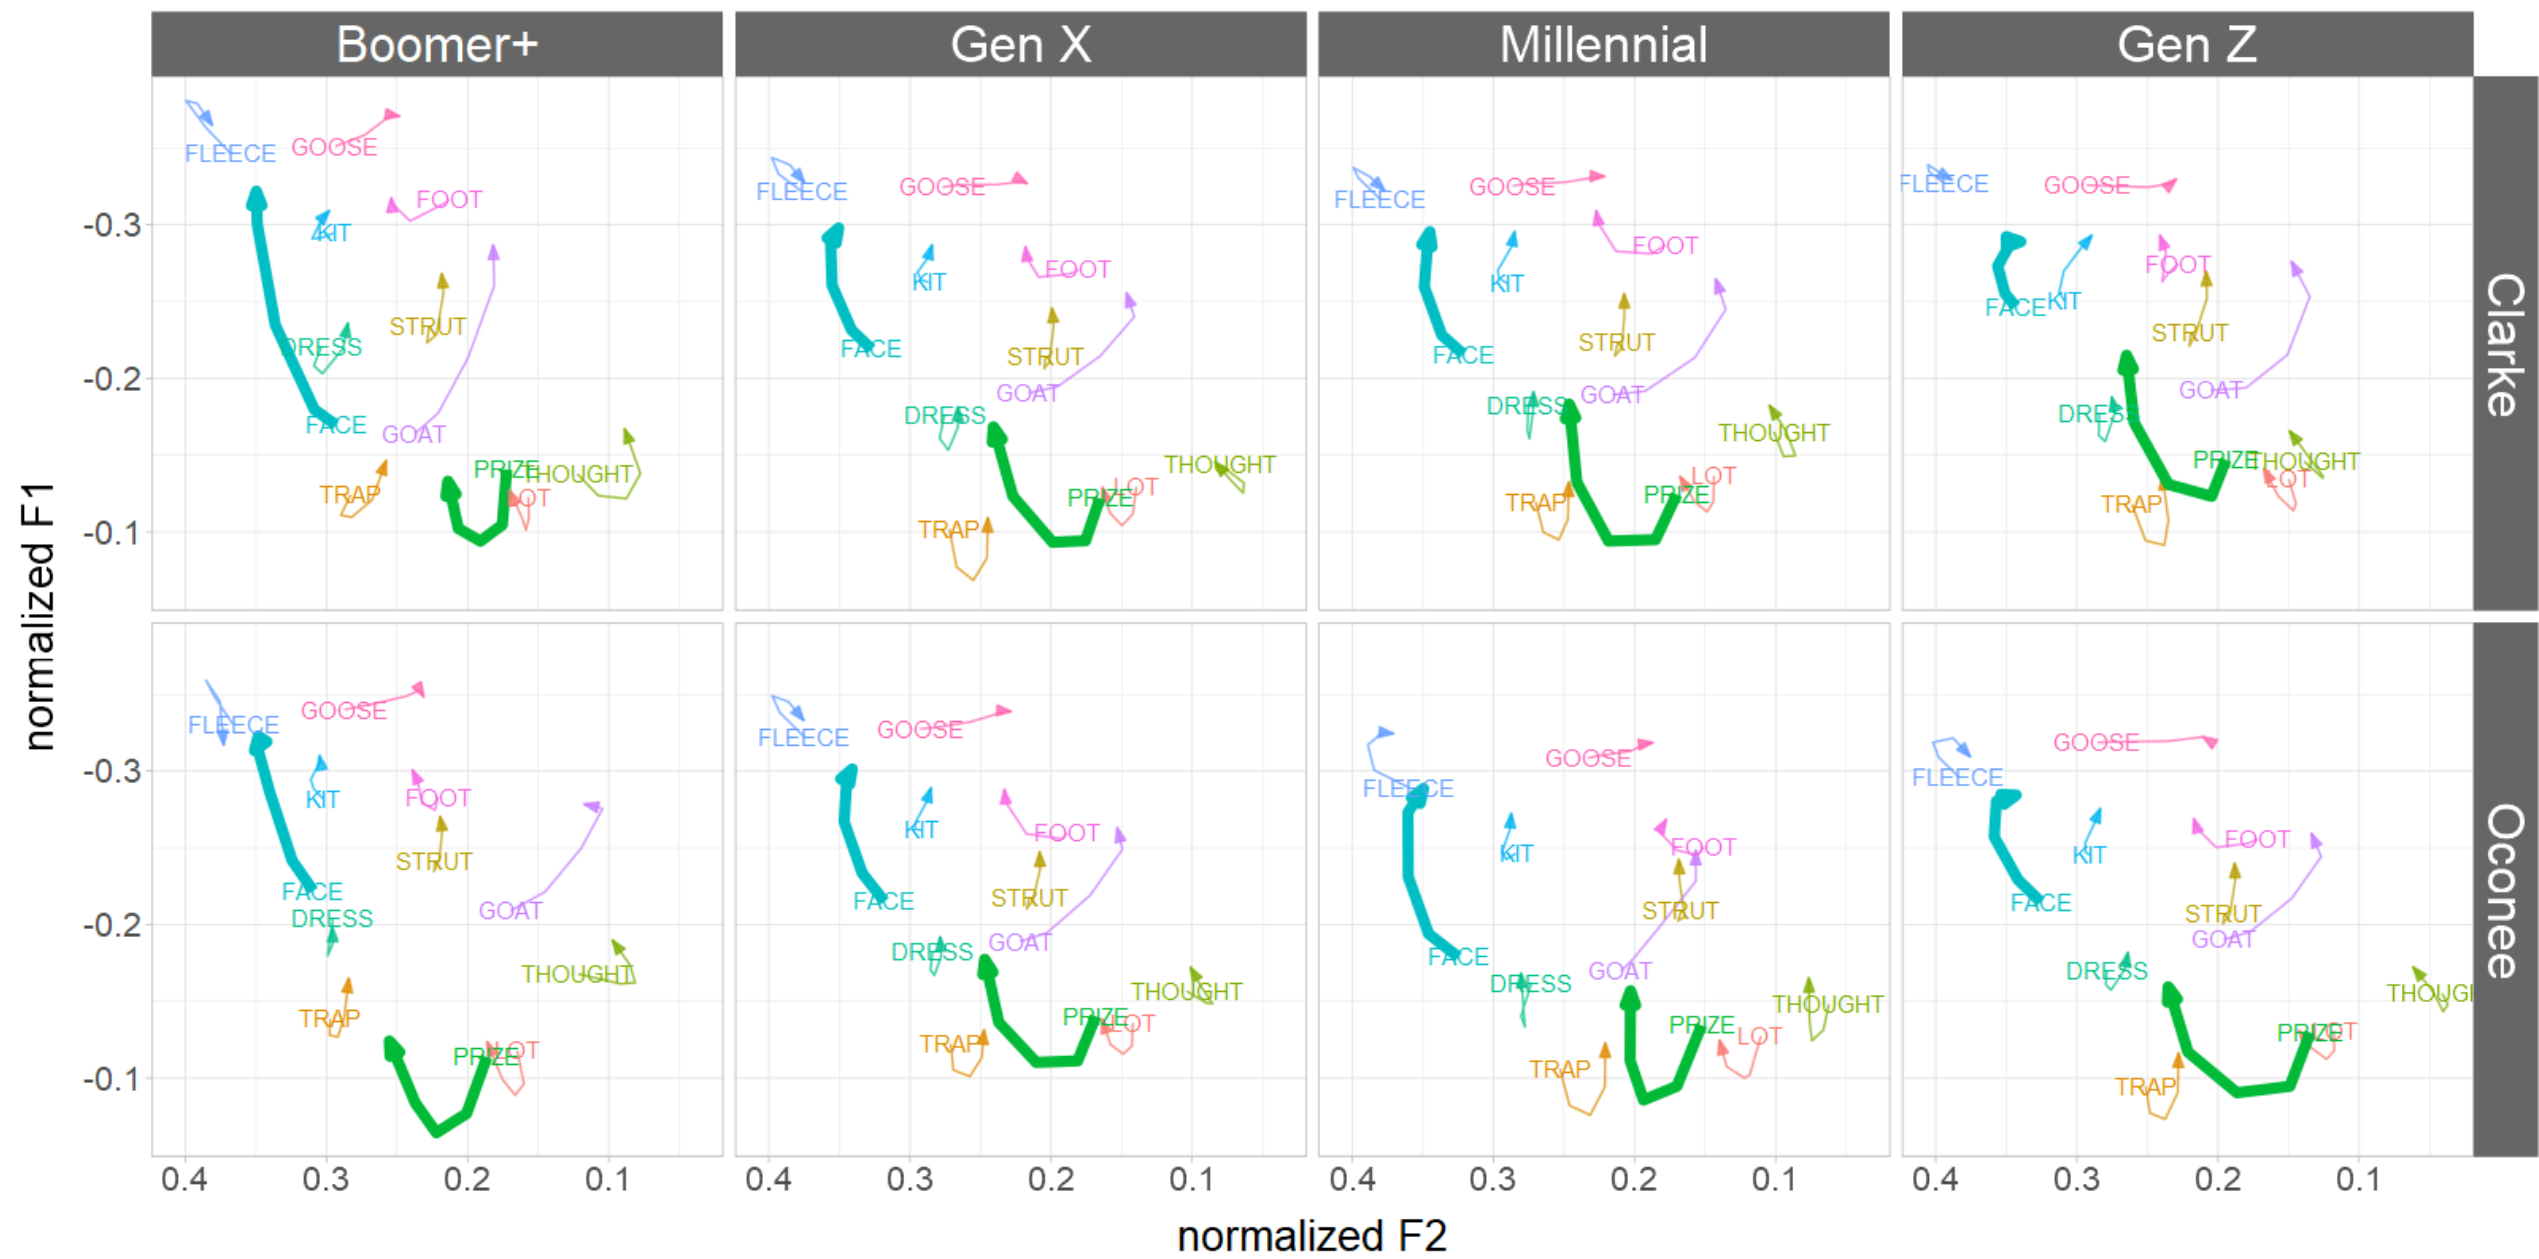 Boomer+ Gen X Millennial Gen Z
Clarke
FLEECE GOOSE FOOT KIT STRUT DRESS FACE GOAT TRAP PRIZE THOUGHT LOT
FLEECE GOOSE FOOT KIT FACE STRUT GOAT DRESS THOUGHT LOT PRIZE TRAP
FLEECE GOOSE FOOT KIT STRUT FACE GOAT DRESS THOUGHT LOT PRIZE TRAP
FLEECE GOOSE FOOT KIT FACE STRUT GOAT DRESS PRIZE THOUGHT LOT TRAP
-0.3
-0.2
-0.1
Oconee
FLEECE GOOSE KIT FOOT STRUT FACE DRESS GOAT THOUGHT TRAP PRIZE LOT
FLEECE GOOSE KIT FOOT STRUT FACE GOAT DRESS THOUGHT PRIZE LOT TRAP
GOOSE FLEECE KIT FOOT STRUT FACE GOAT DRESS THOUGHT PRIZE LOT TRAP
GOOSE FLEECE FOOT KIT FACE STRUT GOAT DRESS THOUG PRIZE LOT TRAP
-0.3
-0.2
-0.1
0.4 0.3 0.2 0.1 0.4 0.3 0.2 0.1 0.4 0.3 0.2 0.1 0.4 0.3 0.2 0.1
normalized F1
normalized F2